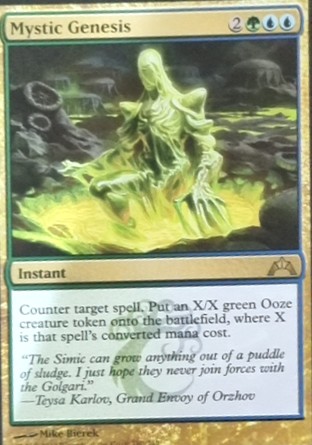 Mystic Genesis 2
Instant
Counter target spell. Put an X/X green Ooze
creature token onto the battlefield, where X
is that spell's converted mana cost.
"The Simic can grow anything out of a puddle
of sludge. I just hope they never join forces with
the Golgari."
—Teysa Karlov, Grand Envoy of Orzhov
Mike Bierek